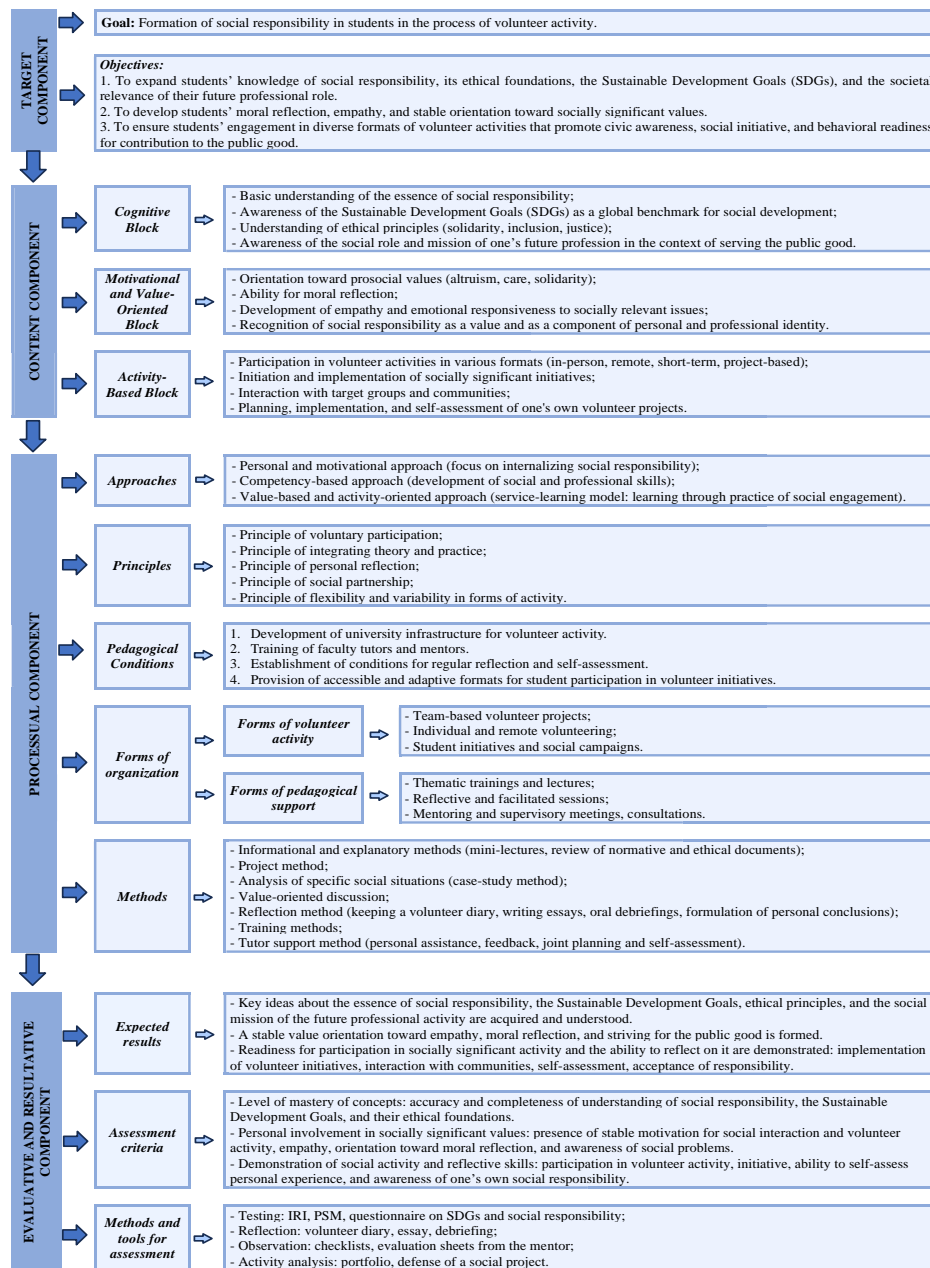 TARGET
COMPONENT
Goal: Formation of social responsibility in students in the process of volunteer activity.
Objectives:
1. To expand students’ knowledge of social responsibility, its ethical foundations, the Sustainable Development Goals (SDGs), and the societal
relevance of their future professional role.
2. To develop students’ moral reflection, empathy, and stable orientation toward socially significant values.
3. To ensure students’ engagement in diverse formats of volunteer activities that promote civic awareness, social initiative, and behavioral readiness
for contribution to the public good.
CONTENT COMPONENT
Cognitive
Block
- Basic understanding of the essence of social responsibility;
- Awareness of the Sustainable Development Goals (SDGs) as a global benchmark for social development;
- Understanding of ethical principles (solidarity, inclusion, justice);
- Awareness of the social role and mission of one’s future profession in the context of serving the public good.
Motivational
and Value-
Oriented
Block
- Orientation toward prosocial values (altruism, care, solidarity);
- Ability for moral reflection;
- Development of empathy and emotional responsiveness to socially relevant issues;
- Recognition of social responsibility as a value and as a component of personal and professional identity.
Activity-
Based Block
- Participation in volunteer activities in various formats (in-person, remote, short-term, project-based);
- Initiation and implementation of socially significant initiatives;
- Interaction with target groups and communities;
- Planning, implementation, and self-assessment of one's own volunteer projects.
PROCESSUAL COMPONENT
Approaches
- Personal and motivational approach (focus on internalizing social responsibility);
- Competency-based approach (development of social and professional skills);
- Value-based and activity-oriented approach (service-learning model: learning through practice of social engagement).
Principles
- Principle of voluntary participation;
- Principle of integrating theory and practice;
- Principle of personal reflection;
- Principle of social partnership;
- Principle of flexibility and variability in forms of activity.
Pedagogical
Conditions
1. Development of university infrastructure for volunteer activity.
2. Training of faculty tutors and mentors.
3. Establishment of conditions for regular reflection and self-assessment.
4. Provision of accessible and adaptive formats for student participation in volunteer initiatives.
Forms of
organization
Forms of volunteer
activity
- Team-based volunteer projects;
- Individual and remote volunteering;
- Student initiatives and social campaigns.
Forms of pedagogical
support
- Thematic trainings and lectures;
- Reflective and facilitated sessions;
- Mentoring and supervisory meetings, consultations.
Methods
- Informational and explanatory methods (mini-lectures, review of normative and ethical documents);
- Project method;
- Analysis of specific social situations (case-study method);
- Value-oriented discussion;
- Reflection method (keeping a volunteer diary, writing essays, oral debriefings, formulation of personal conclusions);
- Training methods;
- Tutor support method (personal assistance, feedback, joint planning and self-assessment).
EVALUATIVE AND RESULTATIVE
COMPONENT
Expected
results
- Key ideas about the essence of social responsibility, the Sustainable Development Goals, ethical principles, and the social
mission of the future professional activity are acquired and understood.
- A stable value orientation toward empathy, moral reflection, and striving for the public good is formed.
- Readiness for participation in socially significant activity and the ability to reflect on it are demonstrated: implementation
of volunteer initiatives, interaction with communities, self-assessment, acceptance of responsibility.
Assessment
criteria
- Level of mastery of concepts: accuracy and completeness of understanding of social responsibility, the Sustainable
Development Goals, and their ethical foundations.
- Personal involvement in socially significant values: presence of stable motivation for social interaction and volunteer
activity, empathy, orientation toward moral reflection, and awareness of social problems.
- Demonstration of social activity and reflective skills: participation in volunteer activity, initiative, ability to self-assess
personal experience, and awareness of one’s own social responsibility.
Methods and
tools for
assessment
- Testing: IRI, PSM, questionnaire on SDGs and social responsibility;
- Reflection: volunteer diary, essay, debriefing;
- Observation: checklists, evaluation sheets from the mentor;
- Activity analysis: portfolio, defense of a social project.